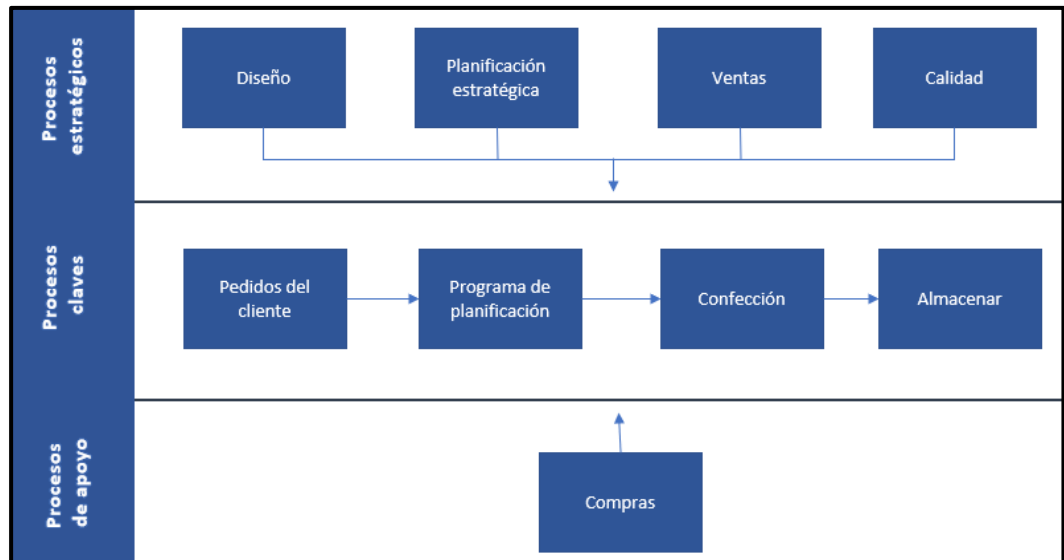 Procesos
estratégicos
Diseño
Planificación
estratégica
Ventas
Calidad
Procesos
claves
Pedidos del
cliente
Programa de
planificación
Confección
Almacenar
Procesos
de apoyo
Compras